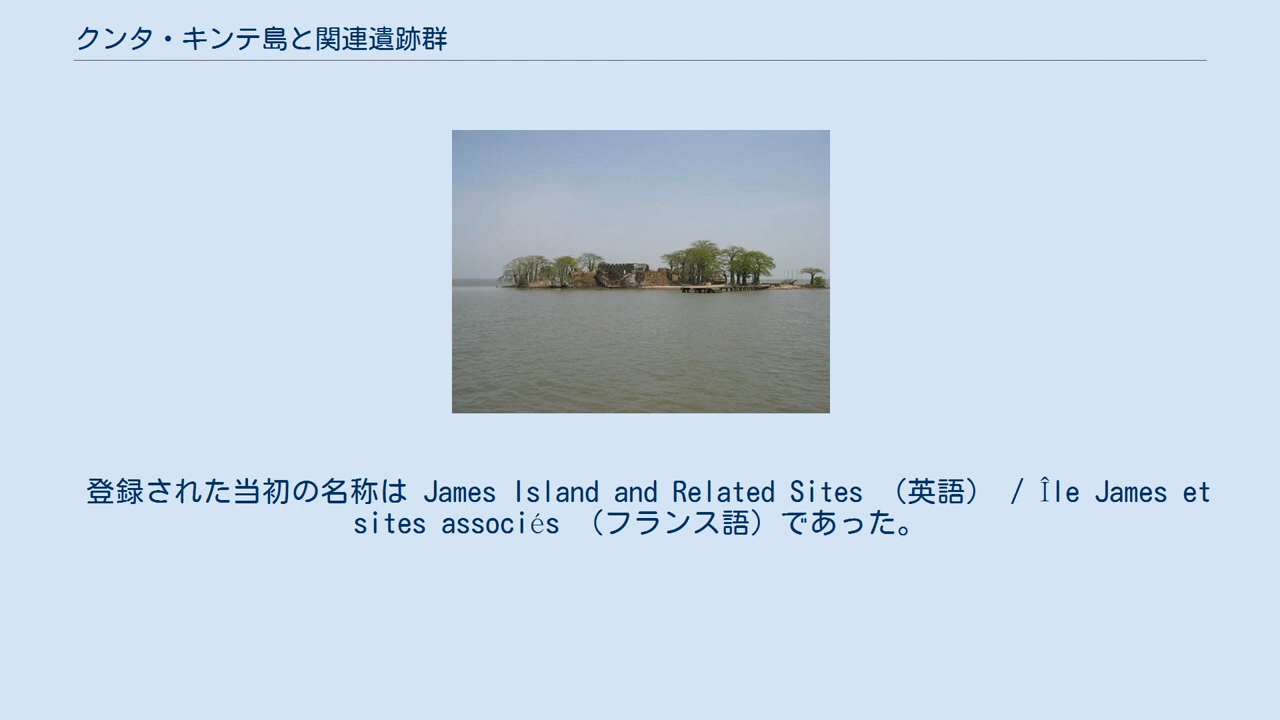 クンタ・キンテ島と関連遺跡群
登録された当初の名称は James Island and Related Sites （英語） / Île James et
sites associés （フランス語）であった。